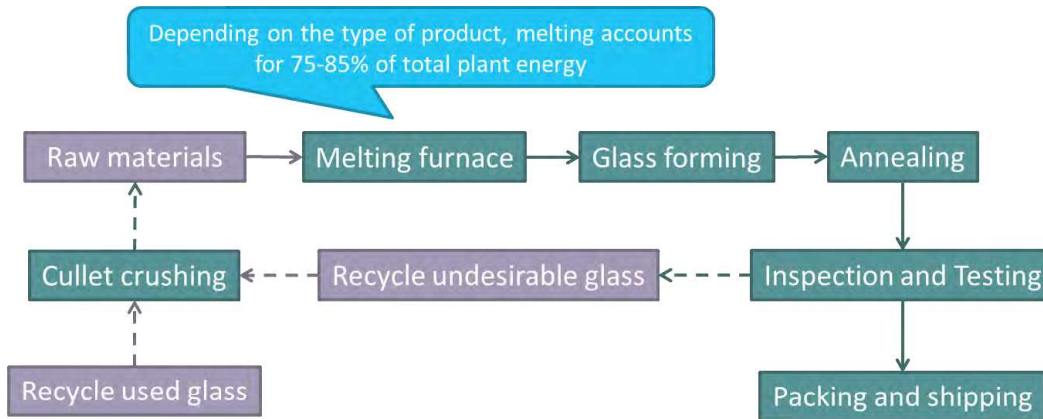 Depending on the type of product, melting accounts
for 75-85% of total plant energy
Raw materials
Melting furnace
Glass forming
Annealing
Cullet crushing
Recycle undesirable glass
Inspection and Testing
Recycle used glass
Packing and shipping